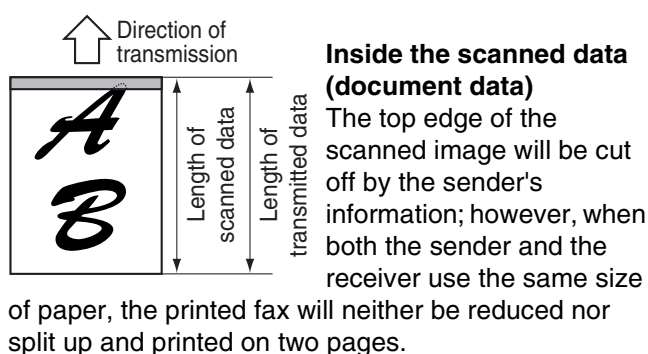 Direction of
transmission
A
B
Length of
scanned data
Length of
transmitted data
Inside the scanned data
(document data)
The top edge of the
scanned image will be cut
off by the sender's
information; however, when
both the sender and the
receiver use the same size
of paper, the printed fax will neither be reduced nor
split up and printed on two pages.